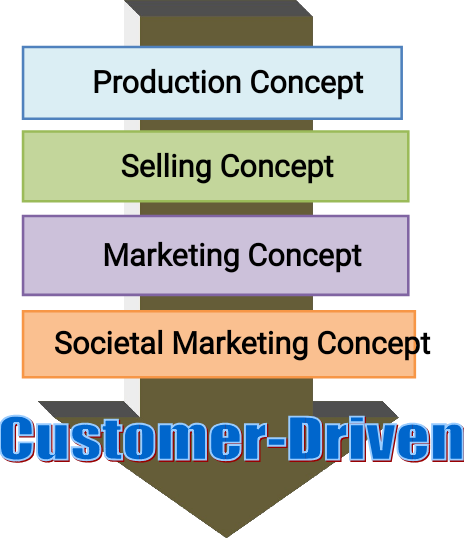 Production Concept
Selling Concept
Marketing Concept
Societal Marketing Concept
Customer-Driven